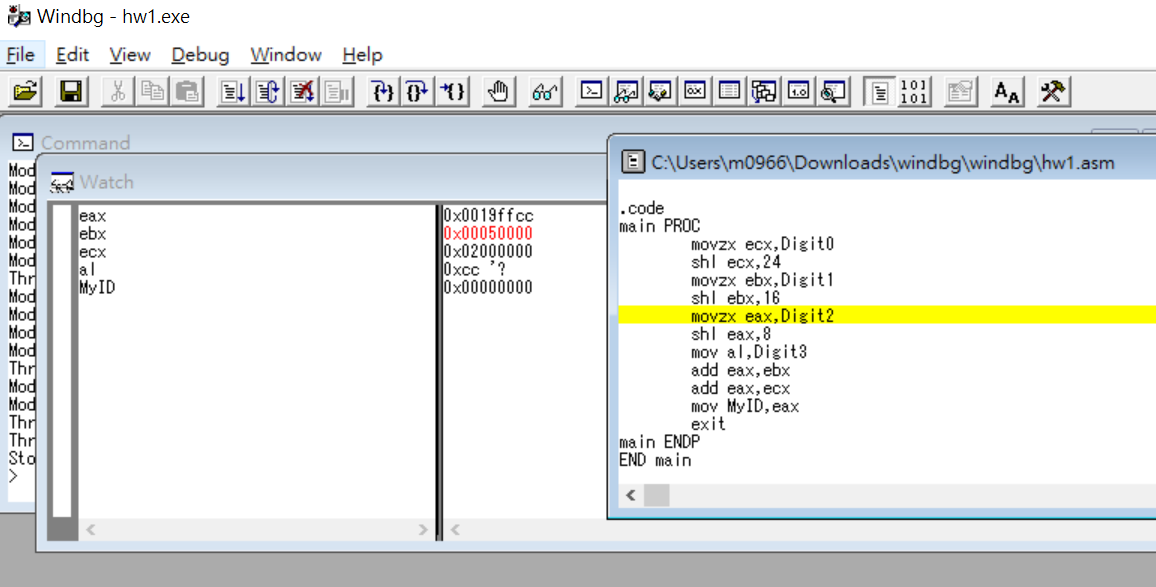 Windbg - hw1.exe
File Edit View Debug Window Help
Command
Mod
Mod
Mod
Mod
Mod
Mod
Thr
Mod
Mod
Mod
Mod
Thr
Mod
Mod
Thr
Thr
Sto
>
Watch
eax 0x0019ffcc
ebx 0x00050000
ecx 0x02000000
al 0xcc '?
MyID 0x00000000
C:\Users\m0966\Downloads\windbg\windbg\hw1.asm
.code
main PROC
movzx ecx,Digit0
shl ecx,24
movzx ebx,Digit1
shl ebx,16
movzx eax,Digit2
shl eax,8
mov al,Digit3
add eax,ebx
add eax,ecx
mov MyID,eax
exit
main ENDP
END main